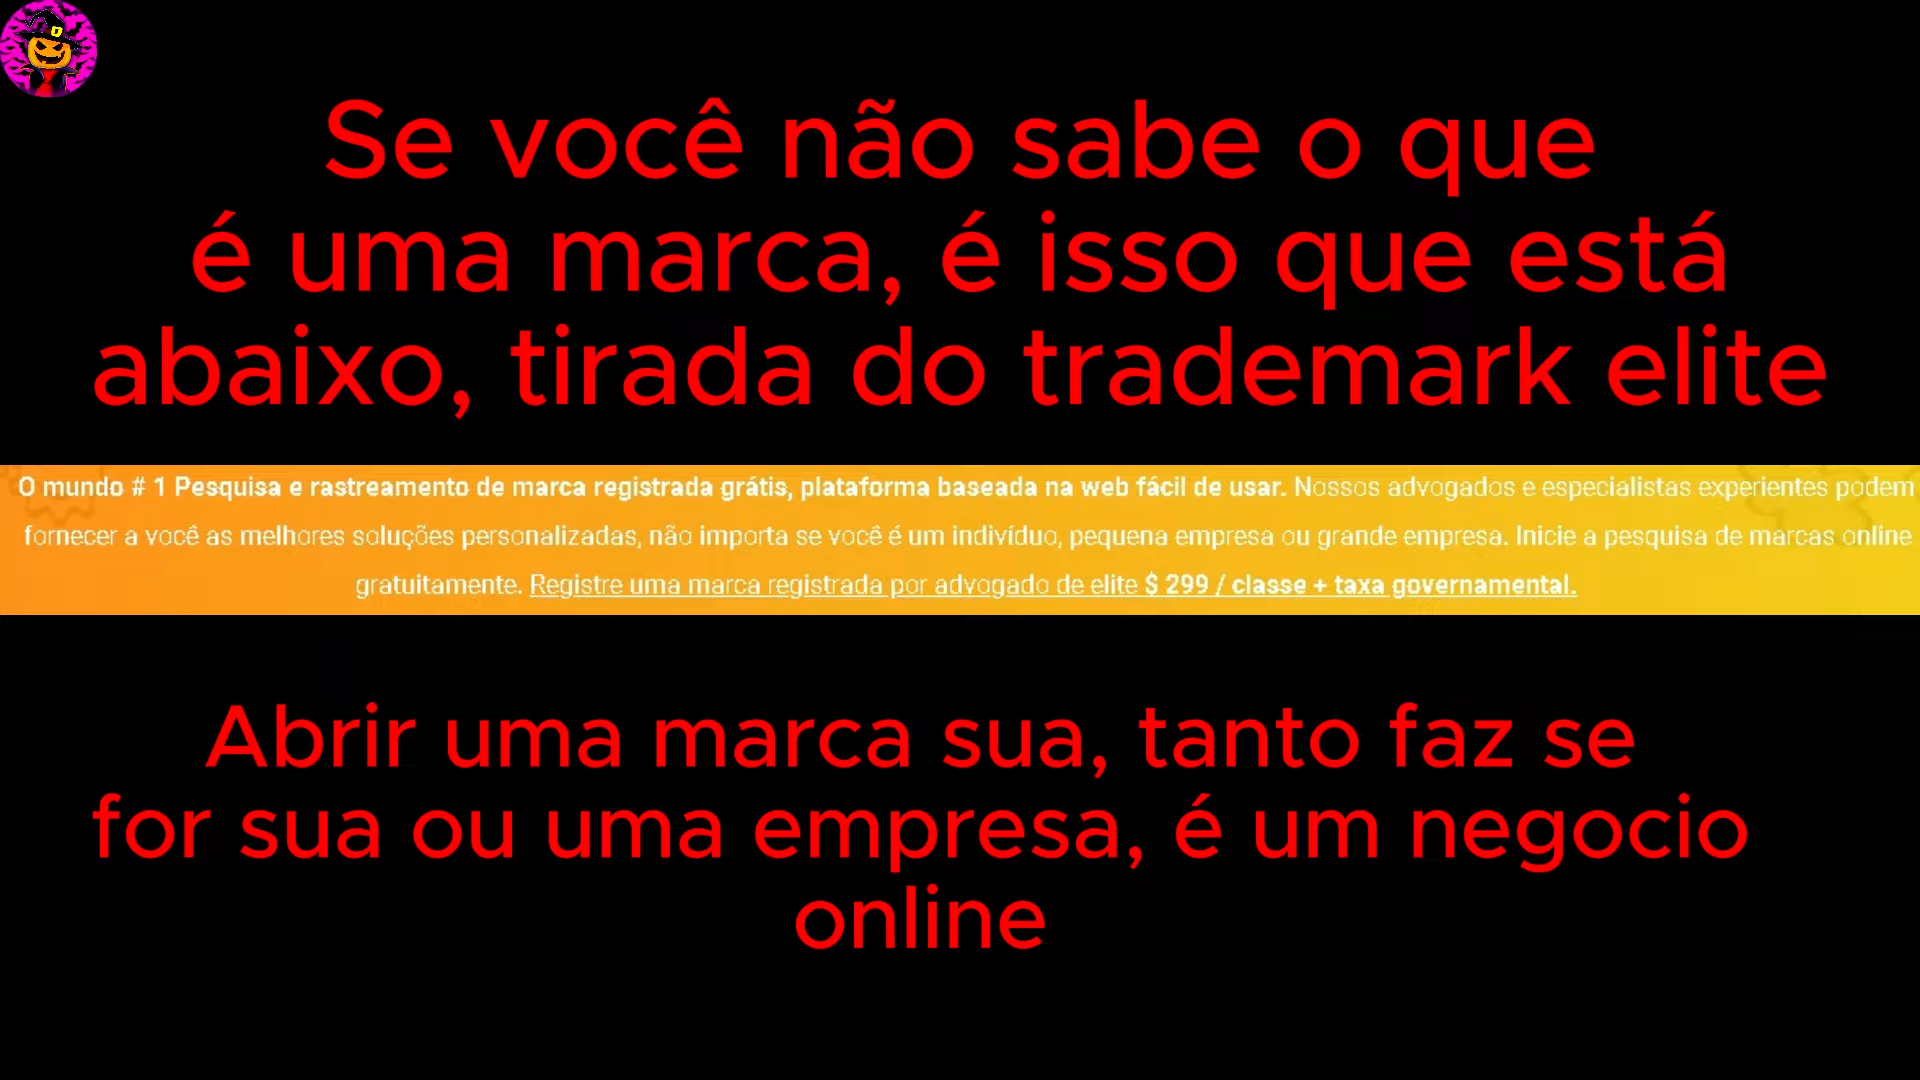 Se você não sabe o que
é uma marca, é isso que está
abaixo, tirada do trademark elite
O mundo # 1 Pesquisa e rastreamento de marca registrada grátis, plataforma baseada na web fácil de usar. Nossos advogados e especialistas experientes podem
fornecer a você as melhores soluções personalizadas, não importa se você é um indivíduo, pequena empresa ou grande empresa. Inicie a pesquisa de marcas online
gratuitamente. Registre uma marca registrada por advogado de elite $ 299 / classe + taxa governamental.
Abrir uma marca sua, tanto faz se
for sua ou uma empresa, é um negocio
online